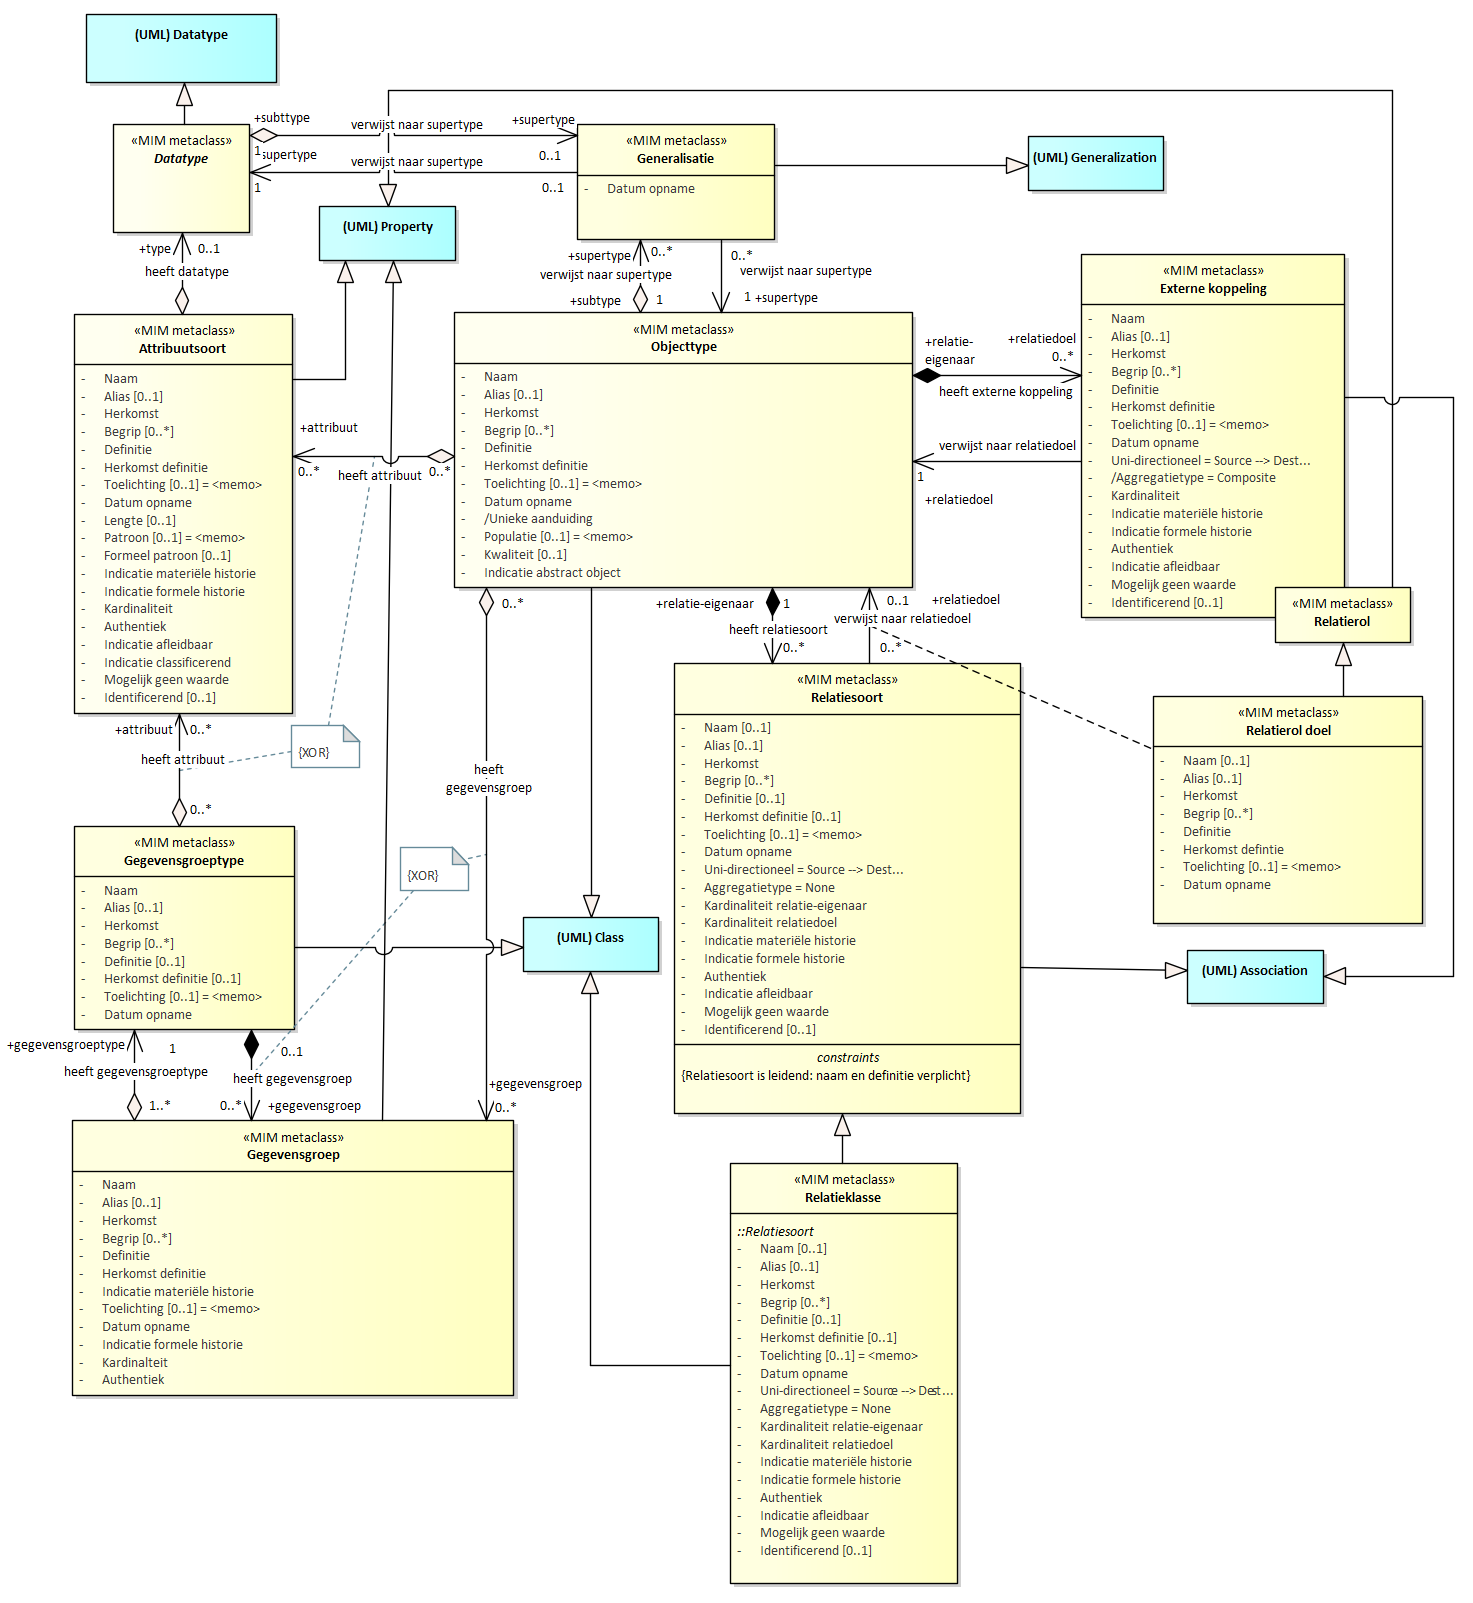 (UML) Datatype
«MIM metaclass»
Datatype
+subttype
1
verwijst naar supertype
+supertype
0..1
supertype
1
verwijst naar supertype
0..1
«MIM metaclass»
Generalisatie
- Datum opname
(UML) Generalization
(UML) Property
+type
0..1
heeft datatype
+supertype
0..*
verwijst naar supertype
+subtype
1
0..*
verwijst naar supertype
1
+supertype
«MIM metaclass»
Attribuutsoort
- Naam
- Alias [0..1]
- Herkomst
- Begrip [0..*]
- Definitie
- Herkomst definitie
- Toelichting [0..1] = <memo>
- Datum opname
- Lengte [0..1]
- Patroon [0..1] = <memo>
- Formeel patroon [0..1]
- Indicatie materiële historie
- Indicatie formele historie
- Kardinaliteit
- Authentiek
- Indicatie afleidbaar
- Indicatie classificerend
- Mogelijk geen waarde
- Identificerend [0..1]
+attribuut
0..*
heeft attribuut
0..*
«MIM metaclass»
Objecttype
- Naam
- Alias [0..1]
- Herkomst
- Begrip [0..*]
- Definitie
- Herkomst definitie
- Toelichting [0..1] = <memo>
- Datum opname
- /Unieke aanduiding
- Populatie [0..1] = <memo>
- Kwaliteit [0..1]
- Indicatie abstract object
+relatie-
eigenaar
+relatiedoel
0..*
heeft externe koppeling
verwijst naar relatiedoel
1
+relatiedoel
«MIM metaclass»
Externe koppeling
- Naam
- Alias [0..1]
- Herkomst
- Begrip [0..*]
- Definitie
- Herkomst definitie
- Toelichting [0..1] = <memo>
- Datum opname
- Uni-directioneel = Source --> Dest...
- /Aggregatietype = Composite
- Kardinaliteit
- Indicatie materiële historie
- Indicatie formele historie
- Authentiek
- Indicatie afleidbaar
- Mogelijk geen waarde
- Identificerend [0..1]
«MIM metaclass»
Relatierol
0..*
+relatie-eigenaar
1
heeft relatiesoort
0..*
0..1
+relatiedoel
verwijst naar relatiedoel
0..*
«MIM metaclass»
Relatierol doel
- Naam [0..1]
- Alias [0..1]
- Herkomst
- Begrip [0..*]
- Definitie
- Herkomst defintie
- Toelichting [0..1] = <memo>
- Datum opname
«MIM metaclass»
Relatiesoort
- Naam [0..1]
- Alias [0..1]
- Herkomst
- Begrip [0..*]
- Definitie [0..1]
- Herkomst definitie [0..1]
- Toelichting [0..1] = <memo>
- Datum opname
- Uni-directioneel = Source --> Dest...
- Aggregatietype = None
- Kardinaliteit relatie-eigenaar
- Kardinaliteit relatiedoel
- Indicatie materiële historie
- Indicatie formele historie
- Authentiek
- Indicatie afleidbaar
- Mogelijk geen waarde
- Identificerend [0..1]
constraints
{Relatiesoort is leidend: naam en definitie verplicht}
+attribuut
0..*
heeft attribuut
0..*
{XOR}
heeft
gegevensgroep
{XOR}
«MIM metaclass»
Gegevensgroeptype
- Naam
- Alias [0..1]
- Herkomst
- Begrip [0..*]
- Definitie [0..1]
- Herkomst definitie [0..1]
- Toelichting [0..1] = <memo>
- Datum opname
(UML) Class
(UML) Association
+gegevensgroeptype
1
heeft gegevensgroeptype
1..*
0..1
heeft gegevensgroep
0..*
+gegevensgroep
+gegevensgroep
0..*
«MIM metaclass»
Gegevensgroep
- Naam
- Alias [0..1]
- Herkomst
- Begrip [0..*]
- Definitie
- Herkomst definitie
- Indicatie materiële historie
- Toelichting [0..1] = <memo>
- Datum opname
- Indicatie formele historie
- Kardinalteit
- Authentiek
«MIM metaclass»
Relatieklasse
::Relatiesoort
- Naam [0..1]
- Alias [0..1]
- Herkomst
- Begrip [0..*]
- Definitie [0..1]
- Herkomst definitie [0..1]
- Toelichting [0..1] = <memo>
- Datum opname
- Uni-directioneel = Source --> Dest...
- Aggregatietype = None
- Kardinaliteit relatie-eigenaar
- Kardinaliteit relatiedoel
- Indicatie materiële historie
- Indicatie formele historie
- Authentiek
- Indicatie afleidbaar
- Mogelijk geen waarde
- Identificerend [0..1]